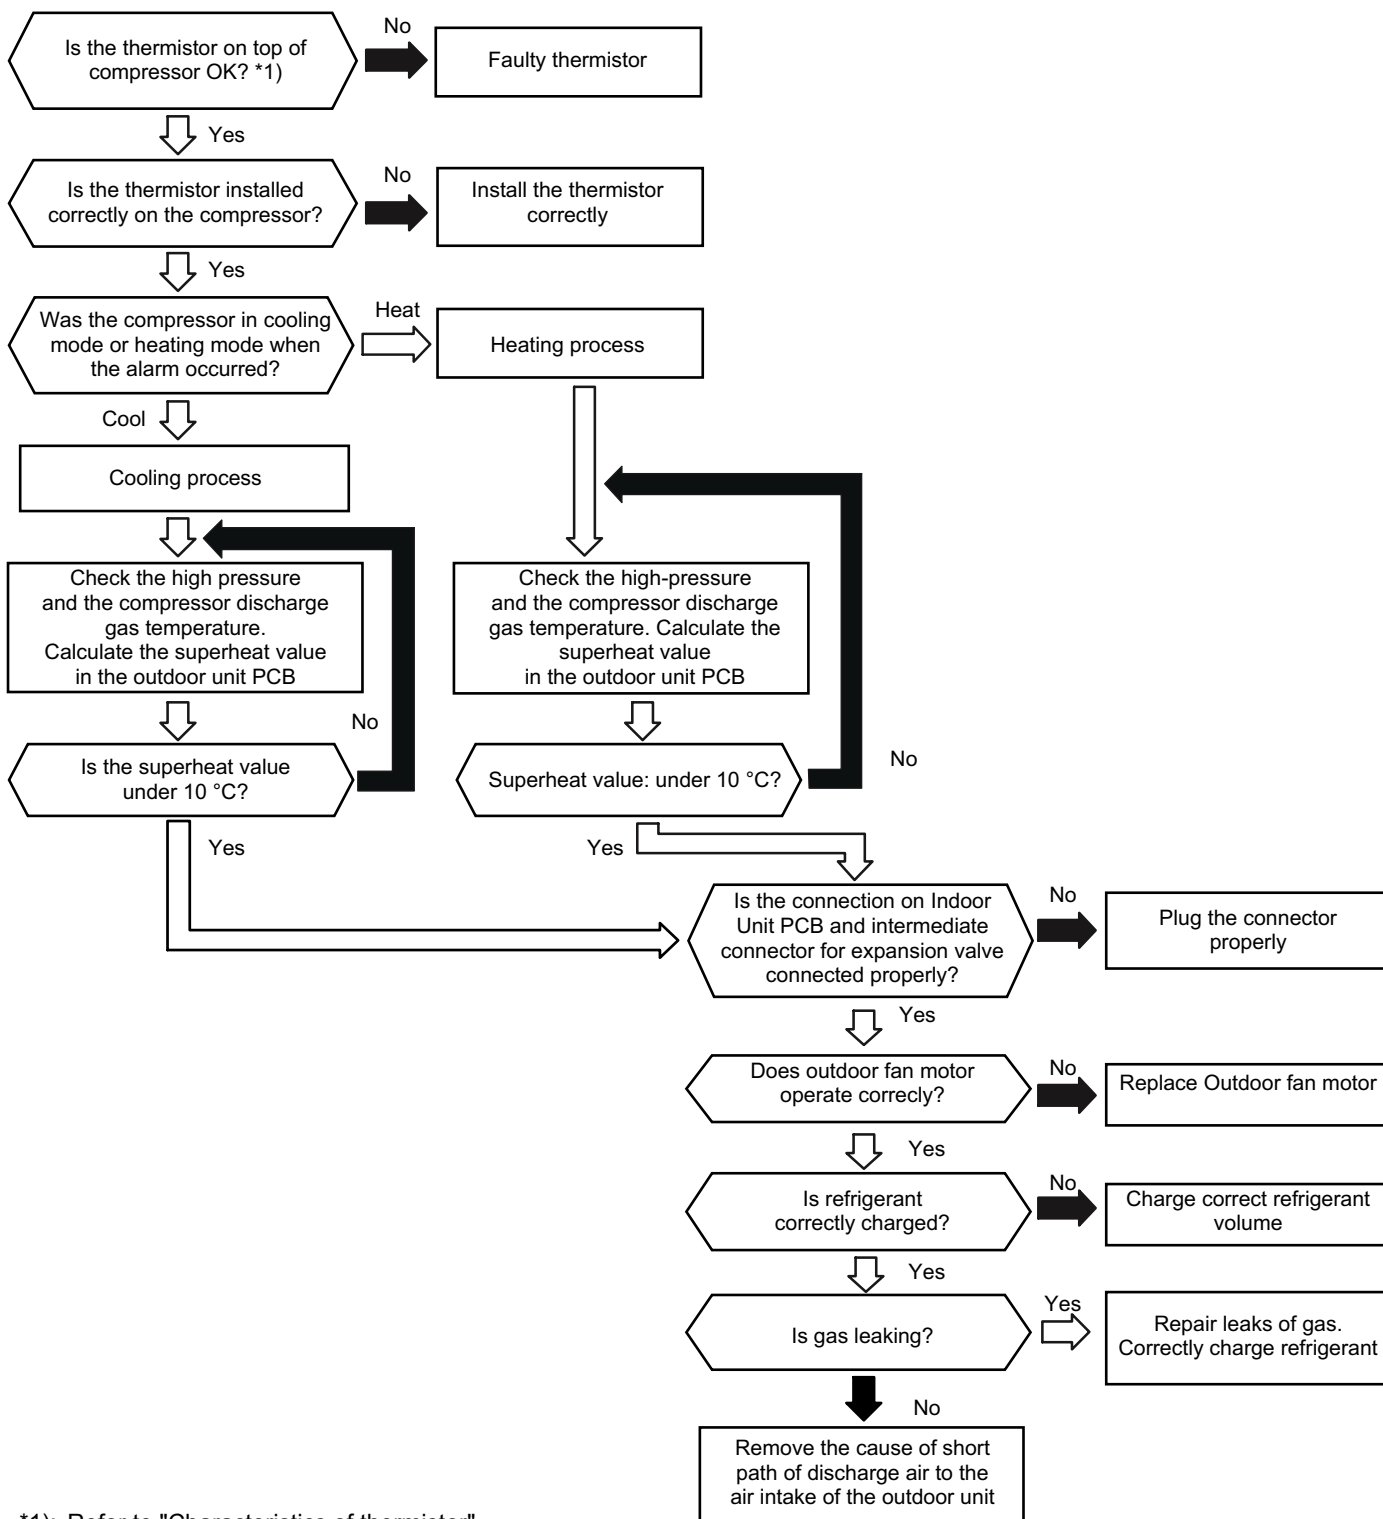 No
Is the thermistor on top of
compressor OK? *1)
Faulty thermistor
Yes
No
Is the thermistor installed
correctly on the compressor?
Install the thermistor
correctly
Yes
Heat
Was the compressor in cooling
mode or heating mode when
the alarm occurred?
Heating process
Cool
Cooling process
Check the high pressure
and the compressor discharge
gas temperature.
Calculate the superheat value
in the outdoor unit PCB
Check the high-pressure
and the compressor discharge
gas temperature. Calculate the
superheat value
in the outdoor unit PCB
No
Is the superheat value
under 10 °C?
Superheat value: under 10 °C?
No
Yes
Yes
Is the connection on Indoor
Unit PCB and intermediate
connector for expansion valve
connected properly?
No
Plug the connector
properly
Yes
Does outdoor fan motor
operate correcly?
No
Replace Outdoor fan motor
Yes
Is refrigerant
correctly charged?
No
Charge correct refrigerant
volume
Yes
Is gas leaking?
Yes
Repair leaks of gas.
Correctly charge refrigerant
No
Remove the cause of short
path of discharge air to the
air intake of the outdoor unit
*1): Refer to "Characteristics of thermistor"